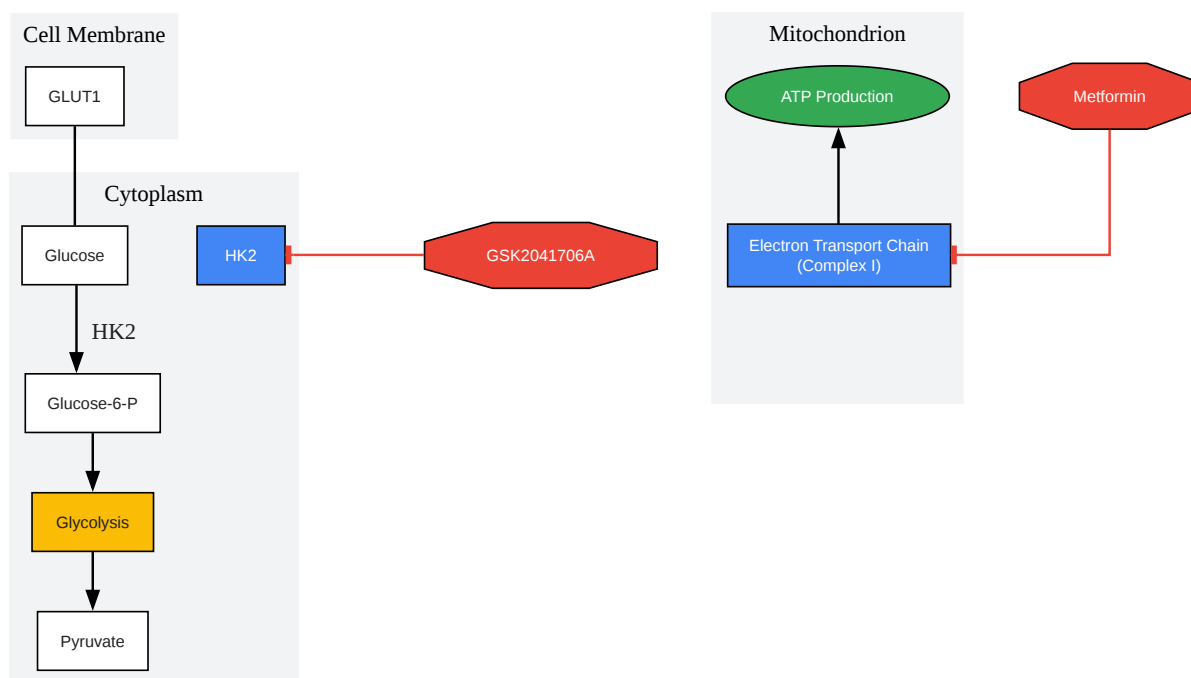 Cell Membrane
GLUT1
Cytoplasm
Glucose
HK2
GSK2041706A
HK2
Glucose-6-P
Glycolysis
Pyruvate
Mitochondrion
ATP Production
Metformin
Electron Transport Chain
(Complex I)